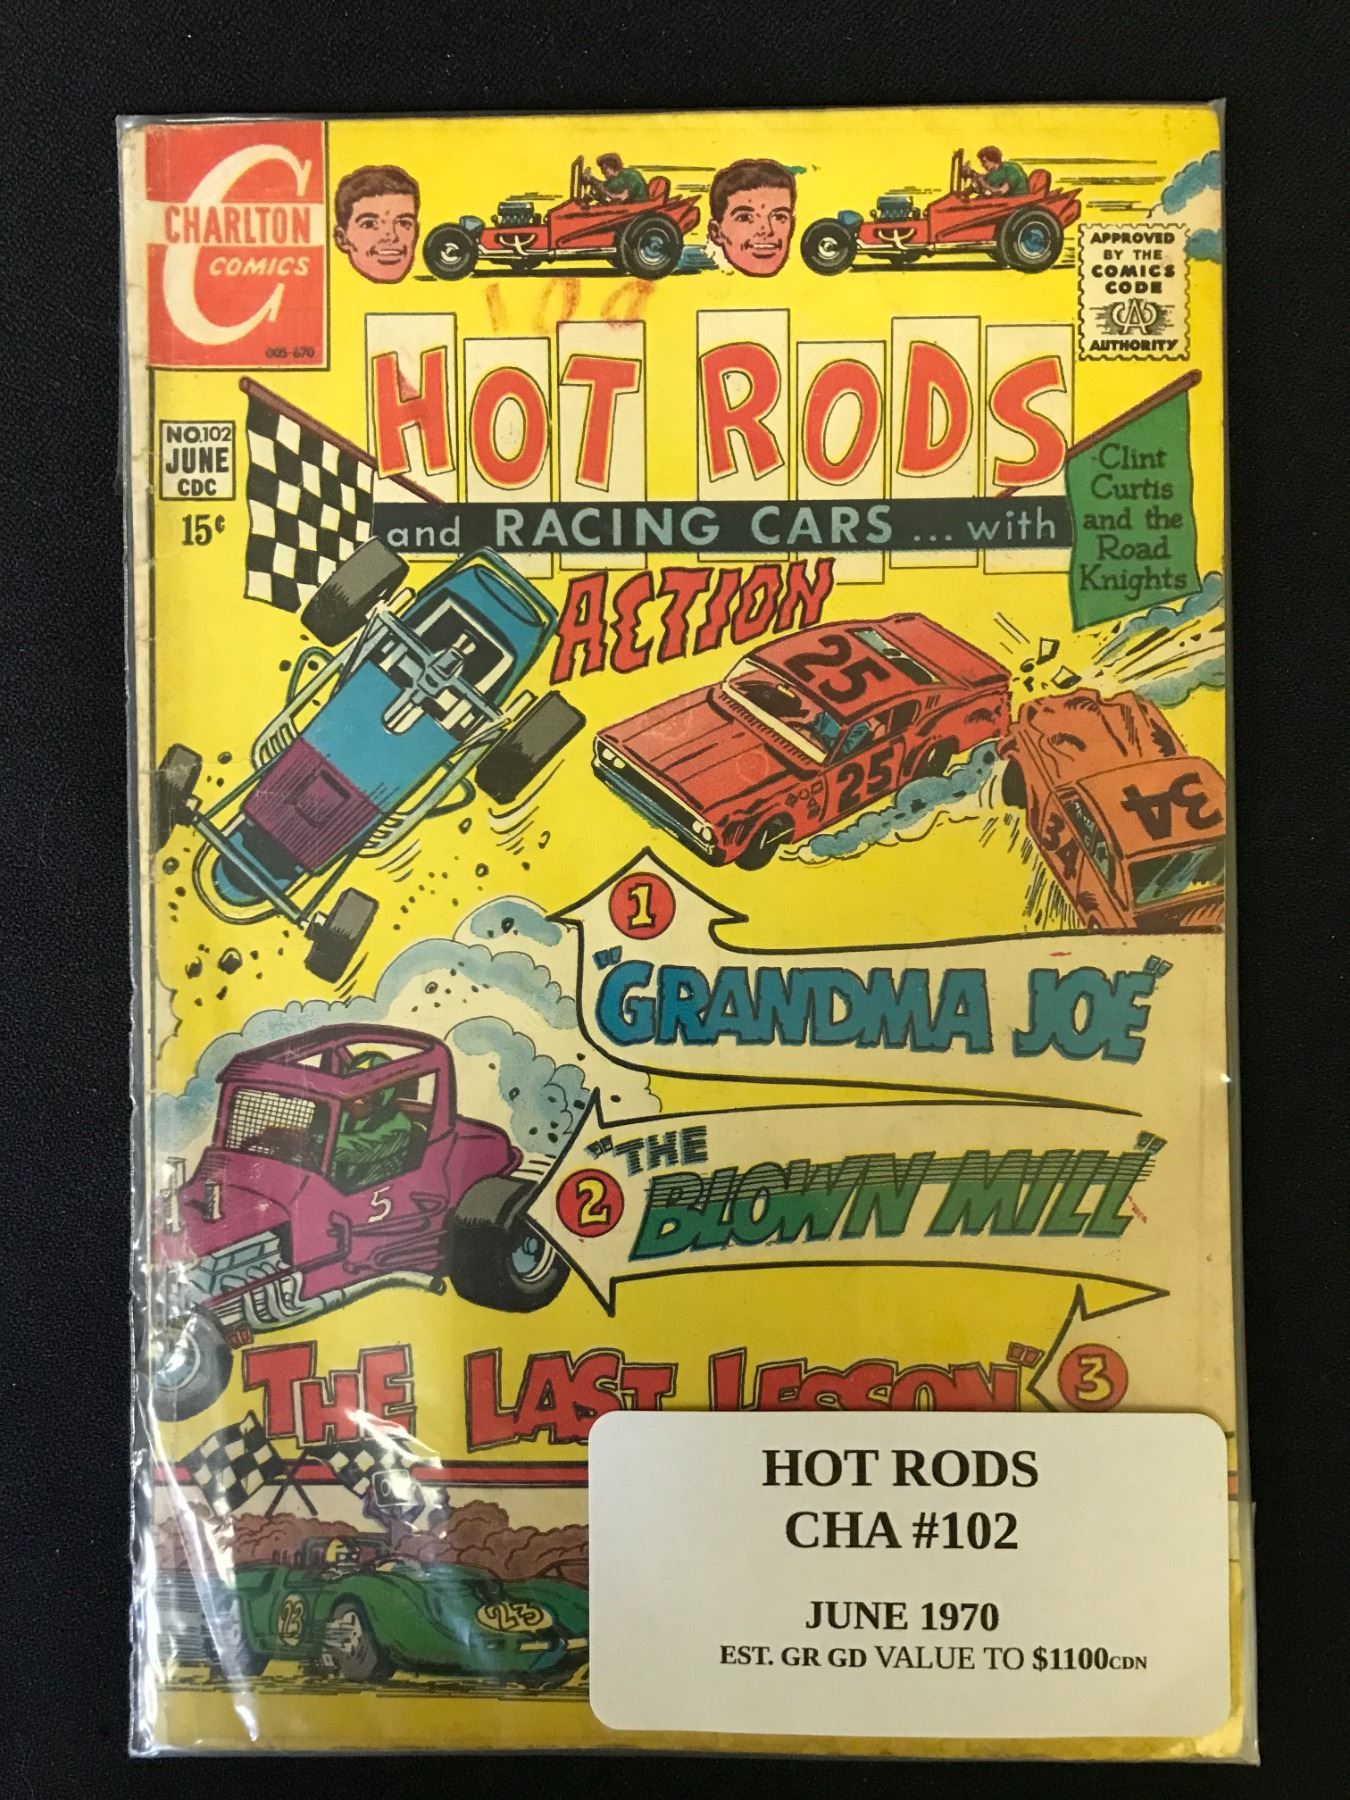 CHARLTON
COMICS
005-670
APPROVED
BY THE
COMICS
CODE
CA
AUTHORITY
100
HOT RODS
NO.102
JUNE
CDC
15¢
and RACING CARS ... with
Clint
Curtis
and the
Road
Knights
ACTION
25
25
34
34
1
"GRANDMA JOE"
2
"THE
BLOWN MILL"
5
THE LAST LESSON"
3
23
23
HOT RODS
CHA #102
JUNE 1970
EST. GR GD VALUE TO $1100CDN